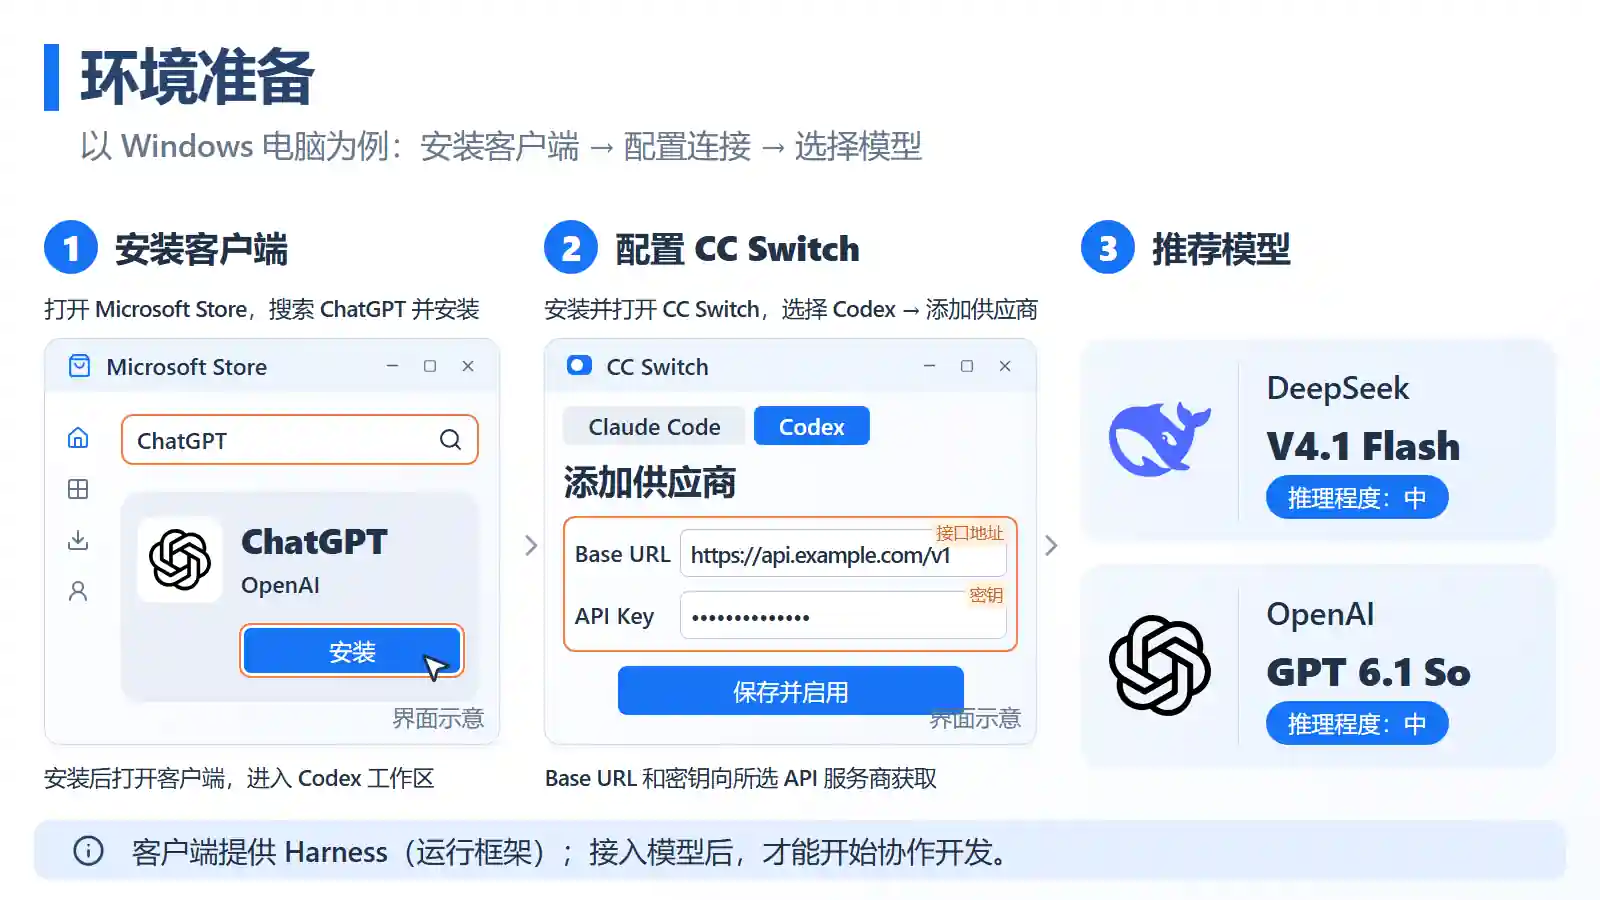 环境准备
以 Windows 电脑为例：安装客户端 → 配置连接 → 选择模型
1 安装客户端
打开 Microsoft Store，搜索 ChatGPT 并安装
Microsoft Store
ChatGPT
ChatGPT
OpenAI
安装
界面示意
安装后打开客户端，进入 Codex 工作区
2 配置 CC Switch
安装并打开 CC Switch，选择 Codex → 添加供应商
CC Switch
Claude Code Codex
添加供应商
接口地址
Base URL https://api.example.com/v1
密钥
API Key ••••••••••••••
保存并启用
界面示意
Base URL 和密钥向所选 API 服务商获取
3 推荐模型
DeepSeek
V4.1 Flash
推理程度：中
OpenAI
GPT 6.1 So
推理程度：中
客户端提供 Harness（运行框架）；接入模型后，才能开始协作开发。